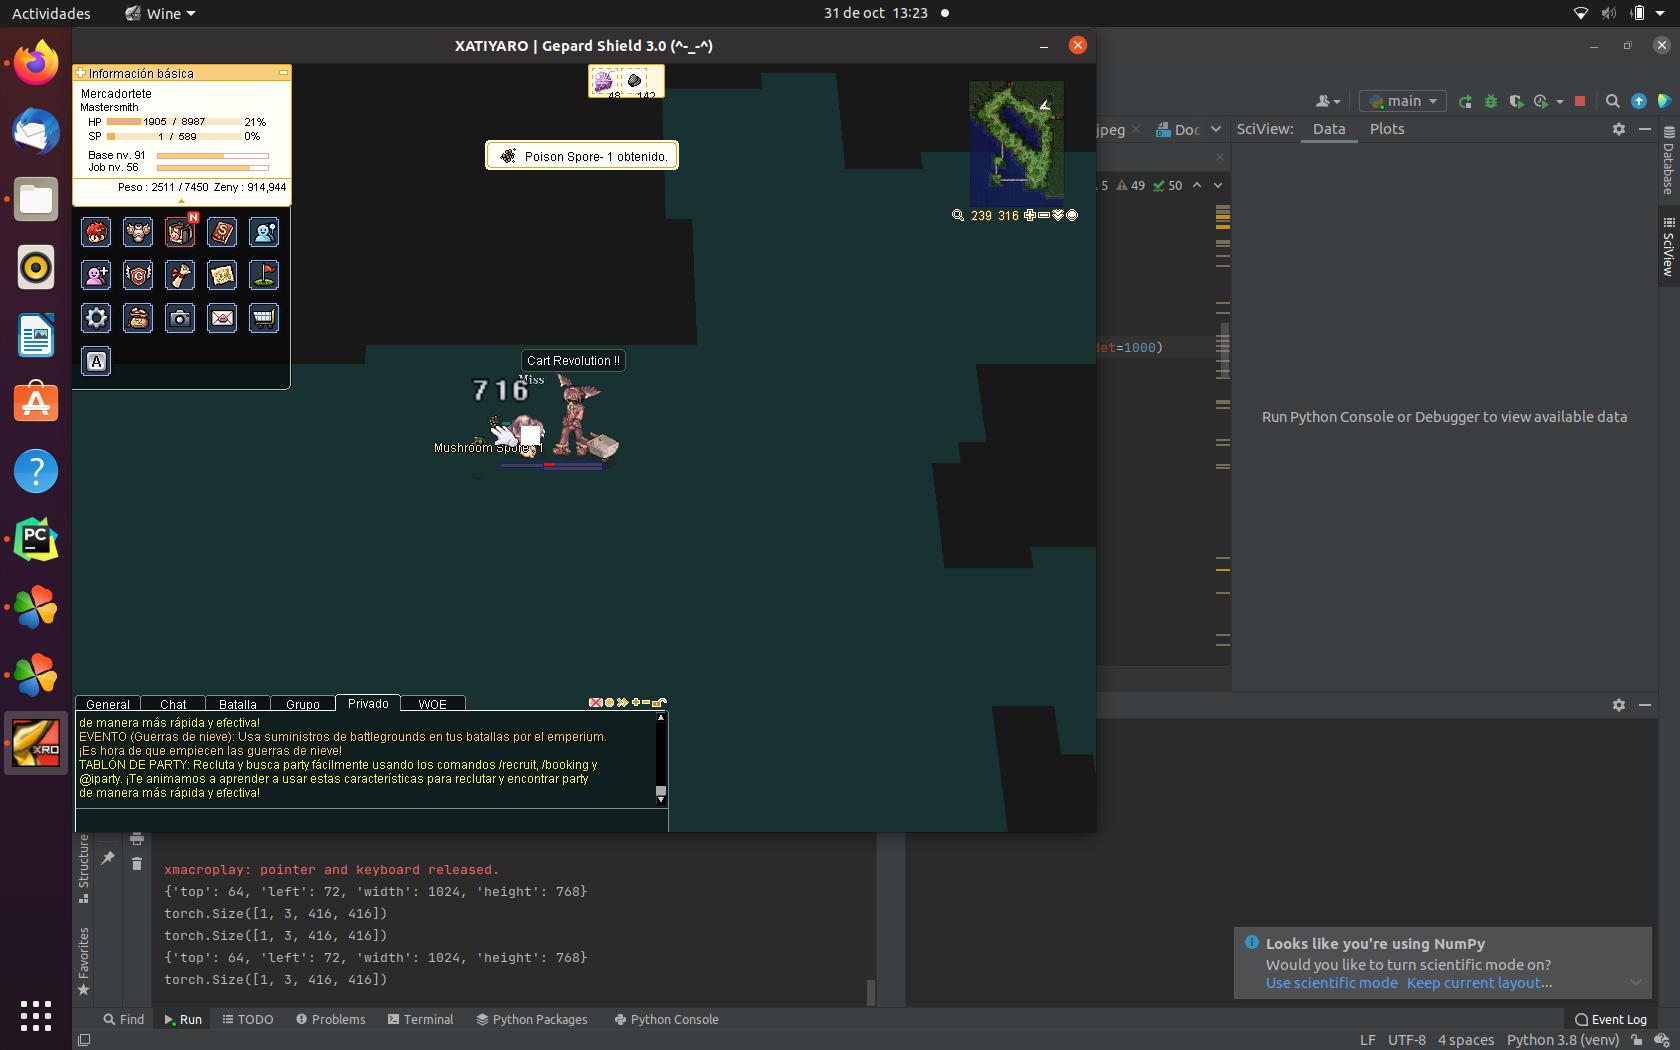 Actividades
Wine
31 de oct 13:23
XATIYARO | Gepard Shield 3.0 (^-_-^)
Información básica
Mercadortete
Mastersmith
HP 1905 / 8987 21%
SP 1 / 589 0%
Base nv. 91
Job nv. 56
Peso : 2511 / 7450 Zeny : 914,944
N
A
48 142
Poison Spore- 1 obtenido.
239 316
Cart Revolution !!
Miss
716
Mushroom Spore: 1
General Chat Batalla Grupo Privado WOE
de manera más rápida y efectiva!
EVENTO (Guerras de nieve): Usa suministros de battlegrounds en tus batallas por el emperium.
¡Es hora de que empiecen las guerras de nieve!
TABLÓN DE PARTY: Recluta y busca party fácilmente usando los comandos /recruit, /booking y
@iparty. ¡Te animamos a aprender a usar estas características para reclutar y encontrar party
de manera más rápida y efectiva!
main
jpeg
Doc
SciView: Data Plots
5 49 50
det=1000)
Run Python Console or Debugger to view available data
Database
SciView
PC
XRO
Structure
Favorites
xmacroplay: pointer and keyboard released.
{'top': 64, 'left': 72, 'width': 1024, 'height': 768}
torch.Size([1, 3, 416, 416])
torch.Size([1, 3, 416, 416])
{'top': 64, 'left': 72, 'width': 1024, 'height': 768}
torch.Size([1, 3, 416, 416])
Looks like you're using NumPy
Would you like to turn scientific mode on?
Use scientific mode Keep current layout...
Find Run TODO Problems Terminal Python Packages Python Console
Event Log
LF UTF-8 4 spaces Python 3.8 (venv)